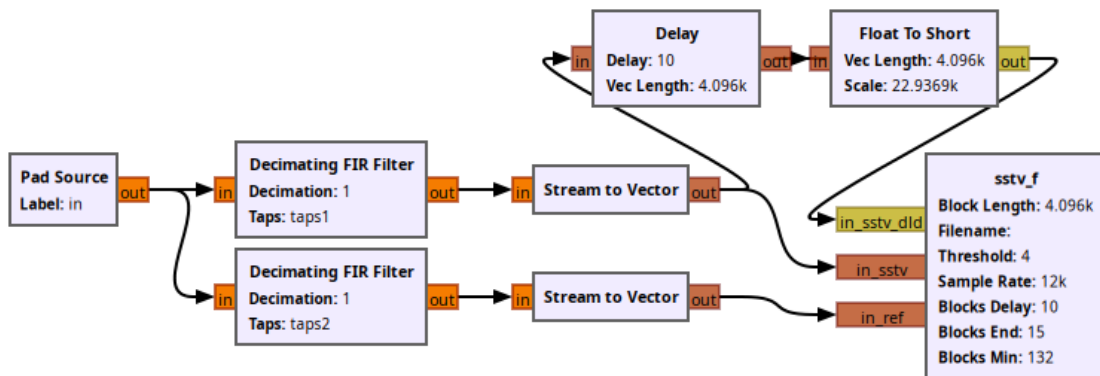 Delay
in
Delay: 10
out
Vec Length: 4.096k
Float To Short
in
Vec Length: 4.096k
out
Scale: 22.9369k
Pad Source
Label: in
out
Decimating FIR Filter
in
Decimation: 1
out
Taps: taps1
in
Stream to Vector
out
Decimating FIR Filter
in
Decimation: 1
out
Taps: taps2
in
Stream to Vector
out
sstv_f
in_sstv_dld
in_sstv
in_ref
Block Length: 4.096k
Filename:
Threshold: 4
Sample Rate: 12k
Blocks Delay: 10
Blocks End: 15
Blocks Min: 132